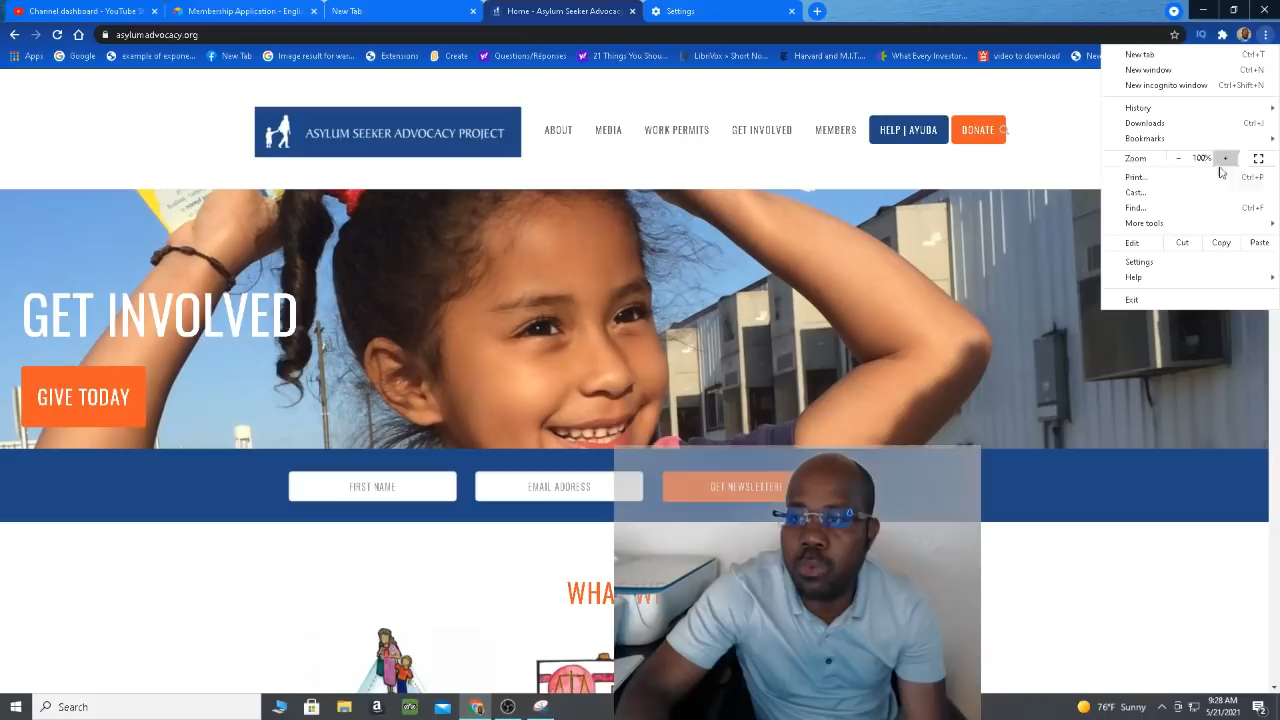 Channel dashboard - YouTube S
Membership Application - Engli
New Tab
Home - Asylum Seeker Advocac
Settings
asylumadvocacy.org
Apps
Google
example of expone...
New Tab
Image result for war...
Extensions
Create
Questions/Réponses
21 Things You Shou...
LibriVox » Short No...
Harvard and M.I.T....
What Every Investor...
video to download
New tab Ctrl+T
New window Ctrl+N
New incognito window Ctrl+Shift+N
History
Downloads Ctrl+J
Bookmarks
Zoom - 100% +
Print... Ctrl+P
Cast...
Find... Ctrl+F
More tools
Edit Cut Copy Paste
Settings
Help
Exit
ASYLUM SEEKER ADVOCACY PROJECT
ABOUT
MEDIA
WORK PERMITS
GET INVOLVED
MEMBERS
HELP | AYUDA
DONATE
GET INVOLVED
GIVE TODAY
FIRST NAME
EMAIL ADDRESS
GET NEWSLETTER!
Search
76°F Sunny
9:28 AM
5/21/2021
2